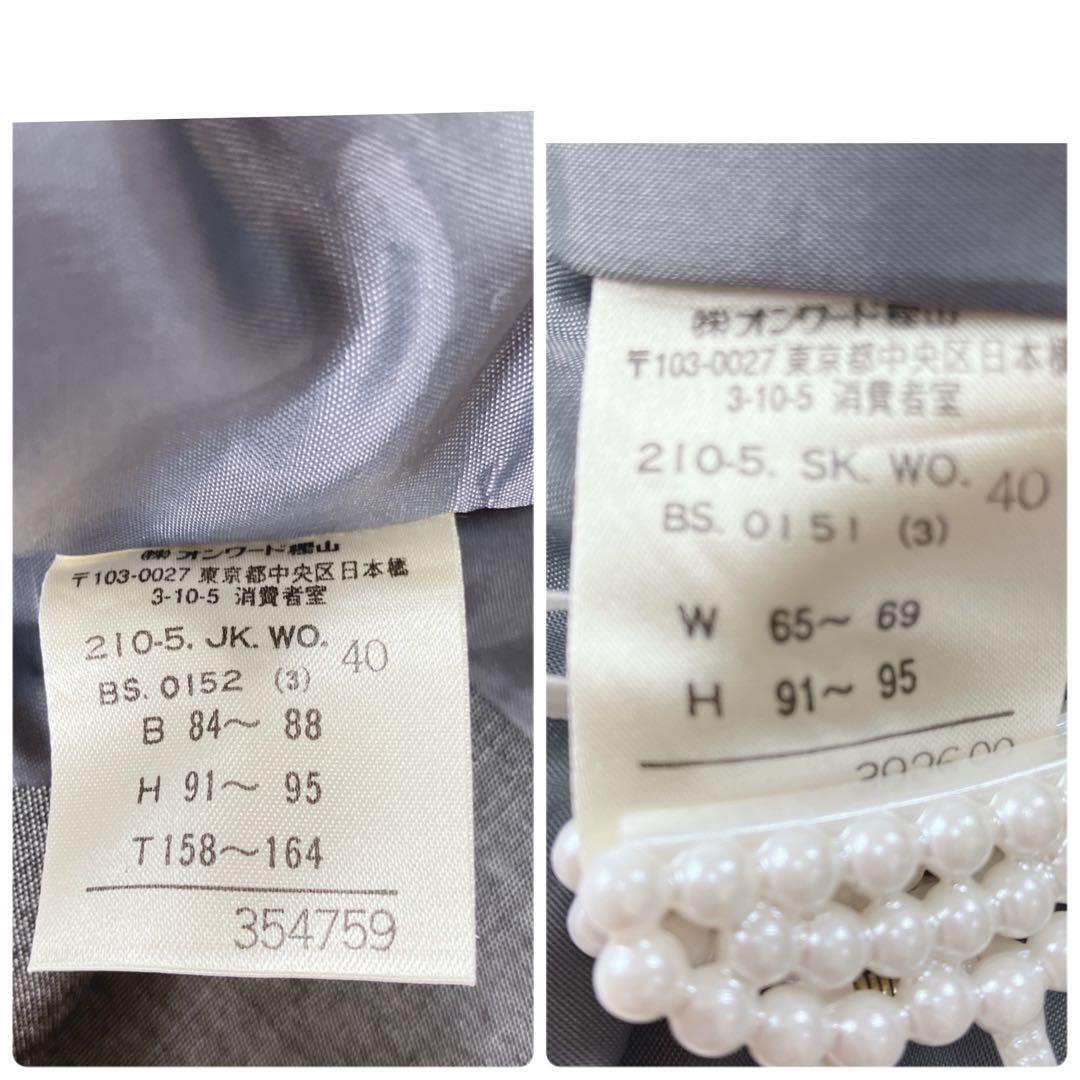 ㈱オンワード樫山
〒103-0027 東京都中央区日本橋
3-10-5 消費者室
210-5. JK. WO. 40
BS. 0152 (3)
B 84～ 88
H 91～ 95
T158～164
354759
㈱オンワード樫山
〒103-0027 東京都中央区日本橋
3-10-5 消費者室
210-5. SK. WO. 40
BS. 0151 (3)
W 65～ 69
H 91～ 95